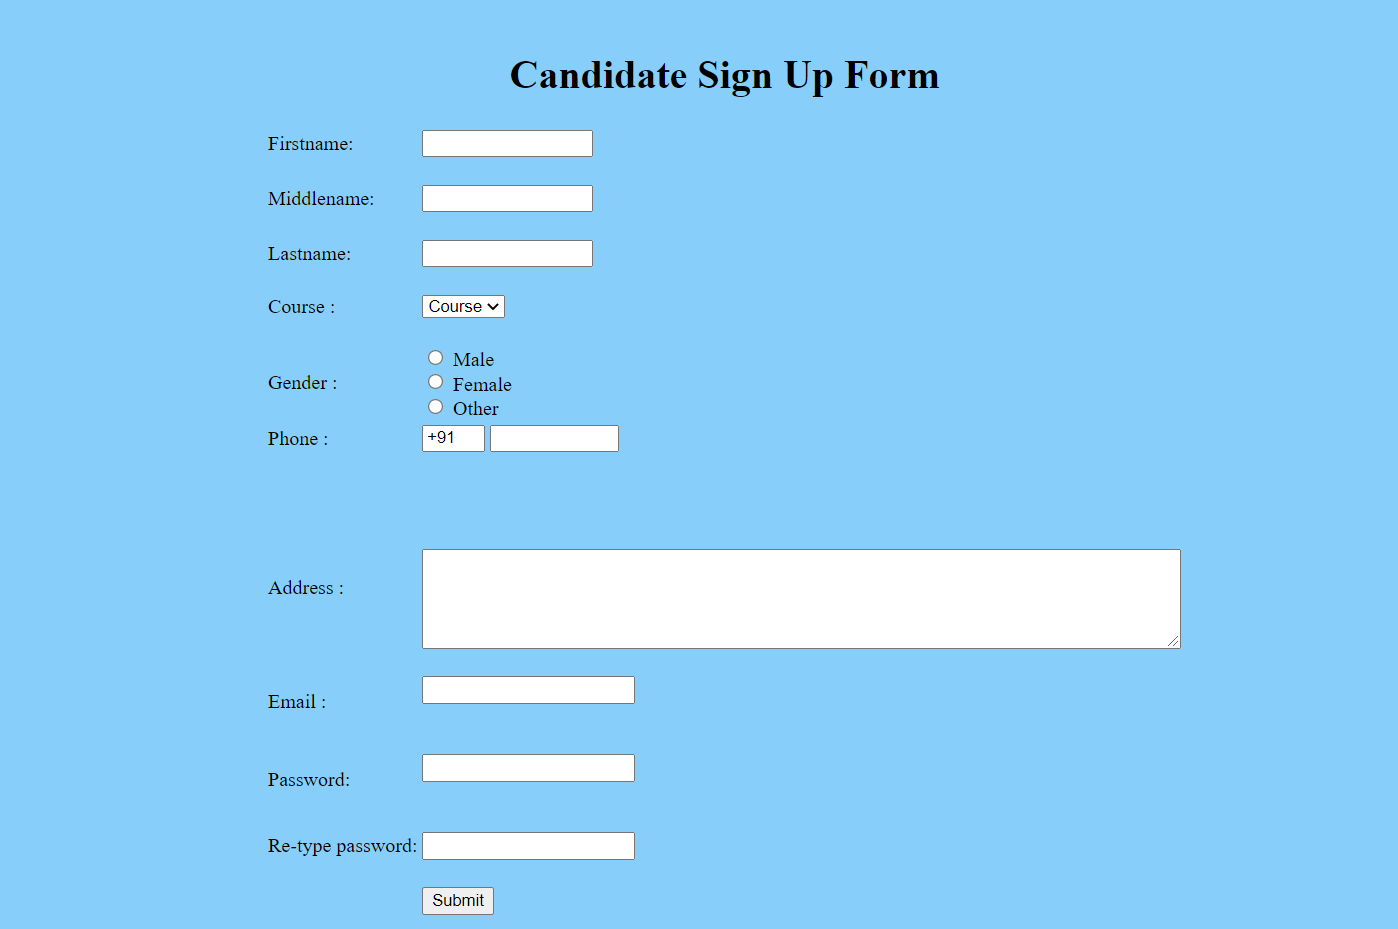 Candidate Sign Up Form
Firstname:
Middlename:
Lastname:
Course : Course
Male
Gender :
Female
Other
Phone : +91
Address :
Email :
Password:
Re-type password:
Submit